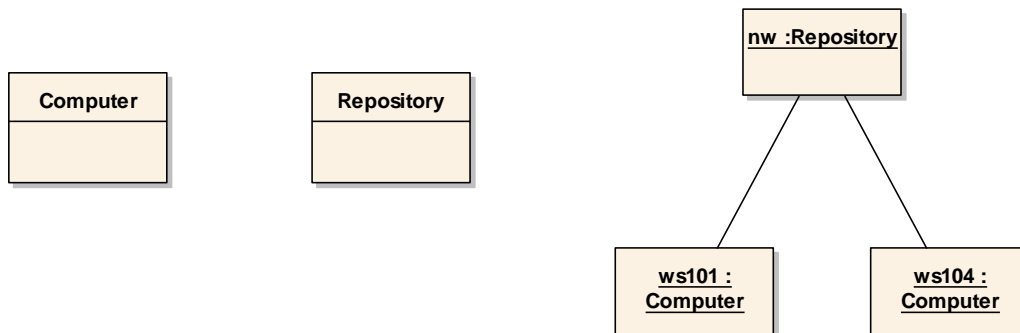 nw :Repository
Computer
Repository
ws101 :
Computer
ws104 :
Computer